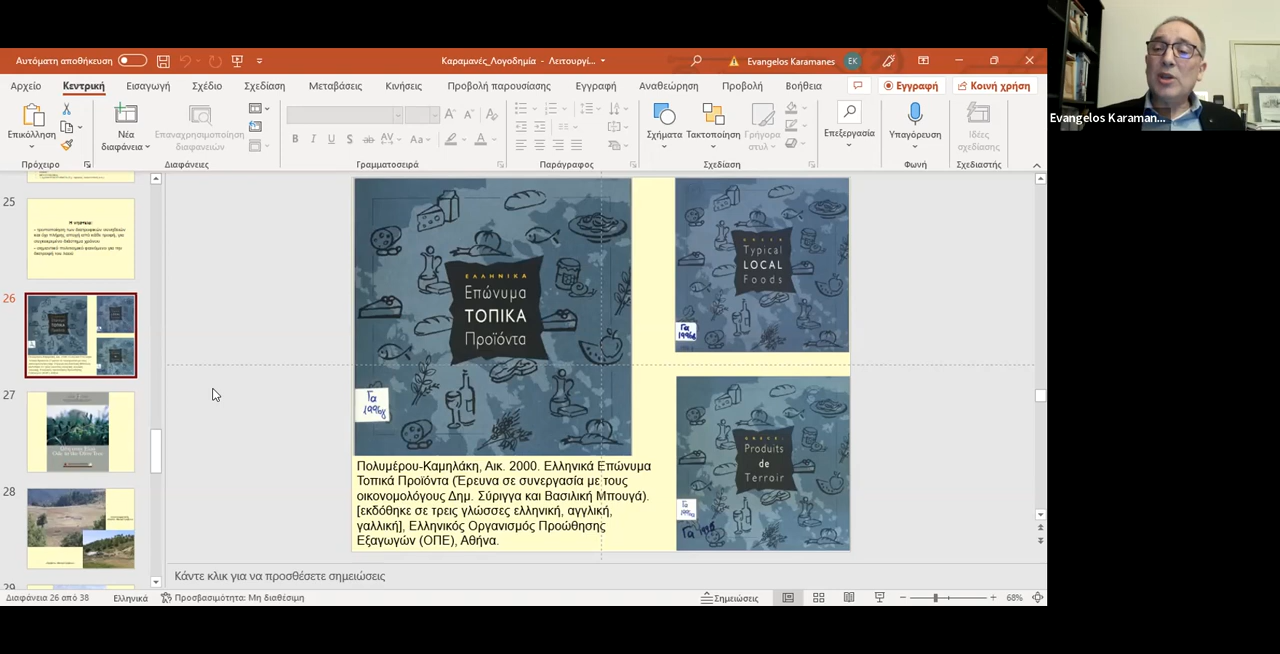 Αυτόματη αποθήκευση
Καραμανές_Λογοδημία - Λειτουργί...
Evangelos Karamanes
EK
Αρχείο Κεντρική Εισαγωγή Σχέδιο Σχεδίαση Μεταβάσεις Κινήσεις Προβολή παρουσίασης Εγγραφή Αναθεώρηση Προβολή Βοήθεια
Εγγραφή
Κοινή χρήση
Επικόλληση
Νέα διαφάνεια
Επαναχρησιμοποίηση διαφανειών
Σχήματα
Τακτοποίηση
Γρήγορα στυλ
Επεξεργασία
Υπαγόρευση
Ιδέες σχεδίασης
Πρόχειρο
Διαφάνειες
Γραμματοσειρά
Παράγραφος
Σχεδίαση
Φωνή
Σχεδιαστής
25
26
27
28
29
ΕΛΛΗΝΙΚΑ
Επώνυμα
ΤΟΠΙΚΑ
Προϊόντα
Γα
Typical
LOCAL
Foods
Γα
Produits
de
Terroir
Πολυμέρου-Καμηλάκη, Αικ. 2000. Ελληνικά Επώνυμα
Τοπικά Προϊόντα (Έρευνα σε συνεργασία με τους
οικονομολόγους Δημ. Σύριγγα και Βασιλική Μπουγά).
[εκδόθηκε σε τρεις γλώσσες ελληνική, αγγλική,
γαλλική], Ελληνικός Οργανισμός Προώθησης
Εξαγωγών (ΟΠΕ), Αθήνα.
Κάντε κλικ για να προσθέσετε σημειώσεις
Διαφάνεια 26 από 38
Ελληνικά
Προσβασιμότητα: Μη διαθέσιμη
Σημειώσεις
68%
Evangelos Karaman...